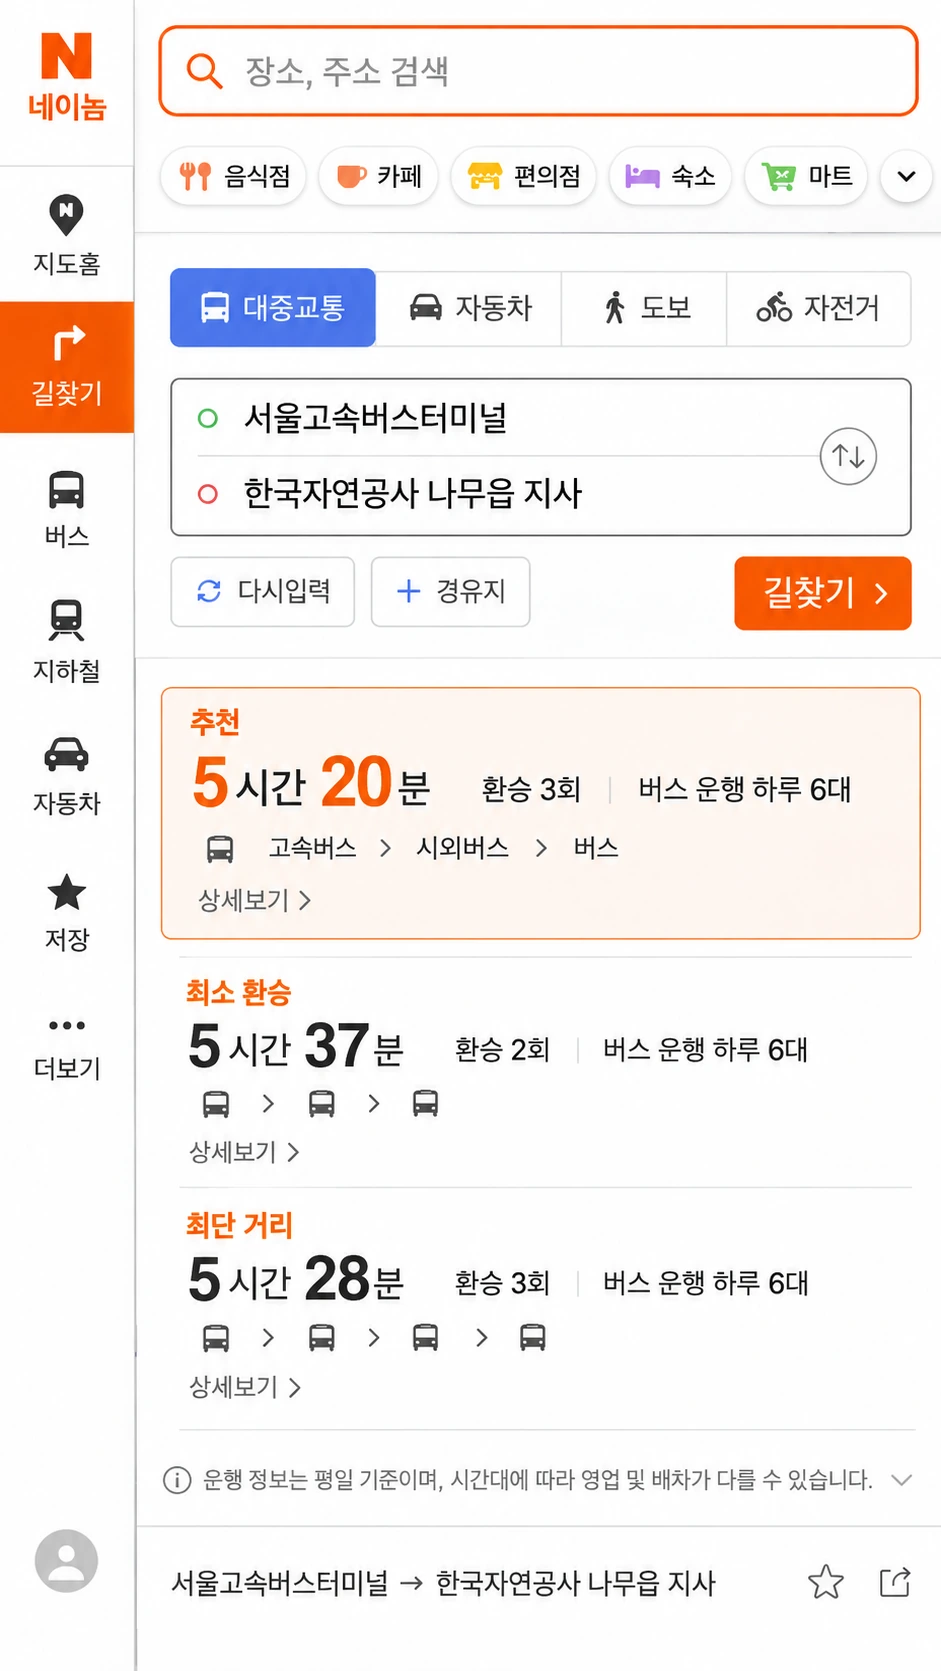 N
네이놈
지도홈
길찾기
버스
지하철
자동차
저장
더보기
장소, 주소 검색
음식점 카페 편의점 숙소 마트
대중교통 자동차 도보 자전거
서울고속버스터미널
한국자연공사 나무읍 지사
다시입력 경유지 길찾기
추천
5시간 20분 환승 3회 버스 운행 하루 6대
고속버스 > 시외버스 > 버스
상세보기 >
최소 환승
5시간 37분 환승 2회 버스 운행 하루 6대
> >
상세보기 >
최단 거리
5시간 28분 환승 3회 버스 운행 하루 6대
> > >
상세보기 >
운행 정보는 평일 기준이며, 시간대에 따라 영업 및 배차가 다를 수 있습니다.
서울고속버스터미널 → 한국자연공사 나무읍 지사